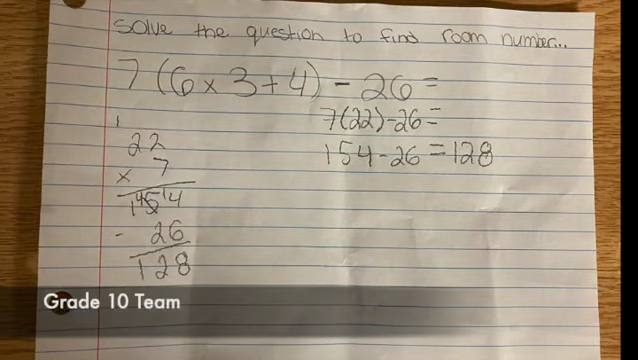 Solve the question to find room number...
7(6 x 3 + 4) - 26 =
7(22) - 26 =
154 - 26 = 128
1
22
x 7
154
- 26
128
Grade 10 Team